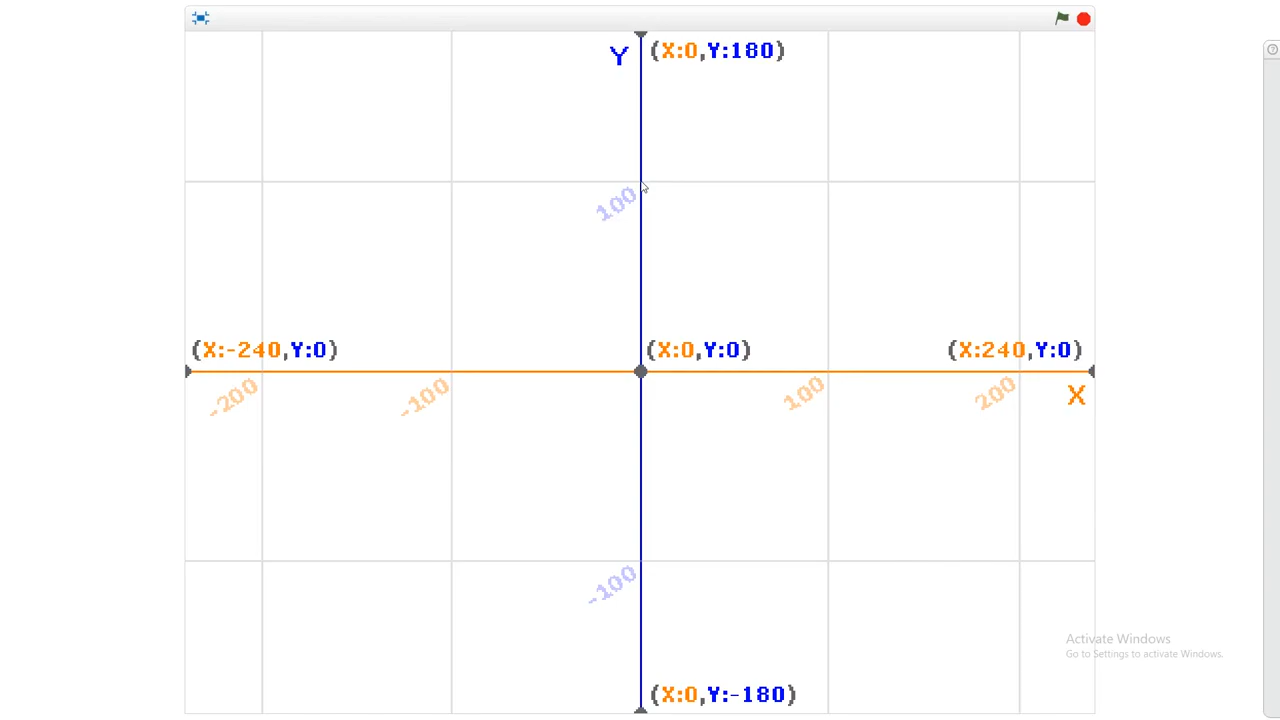 Y (X:0,Y:180)
100
(X:-240,Y:0) (X:0,Y:0) (X:240,Y:0)
-200 -100 100 200 X
-100
Activate Windows
Go to Settings to activate Windows.
(X:0,Y:-180)